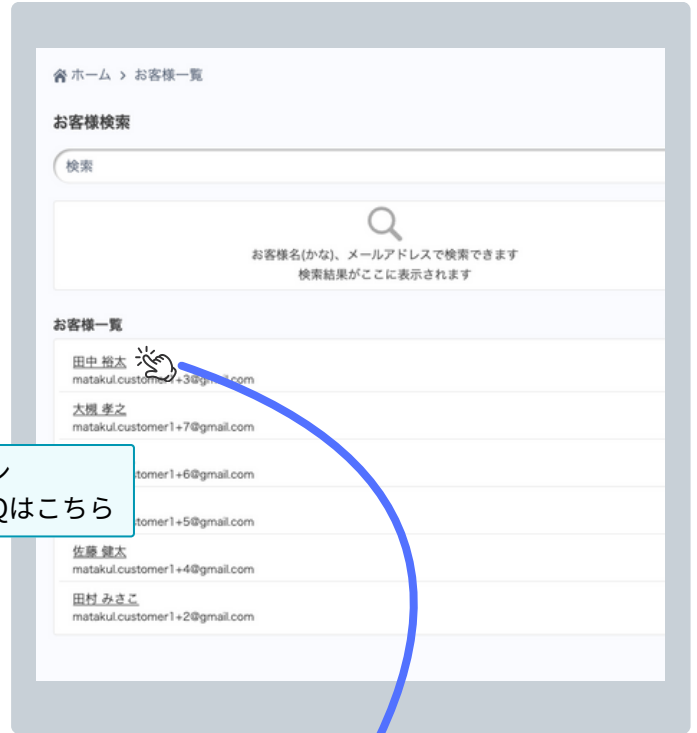 ホーム > お客様一覧
お客様検索
検索
お客様名(かな)、メールアドレスで検索できます
検索結果がここに表示されます
お客様一覧
田中 裕太
matakul.customer1+3@gmail.com
大槻 孝之
matakul.customer1+7@gmail.com
tomer1+6@gmail.com
ン
Qはこちら
tomer1+5@gmail.com
佐藤 健太
matakul.customer1+4@gmail.com
田村 みさこ
matakul.customer1+2@gmail.com